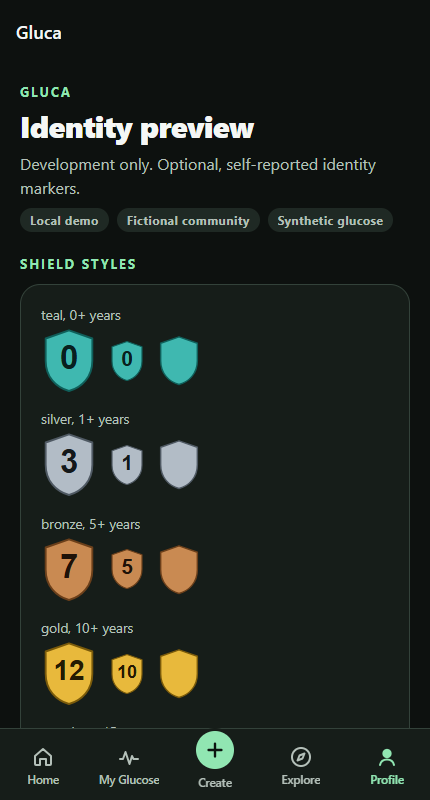 Gluca
GLUCA
Identity preview
Development only. Optional, self-reported identity
markers.
Local demo
Fictional community
Synthetic glucose
SHIELD STYLES
teal, 0+ years
0 0
silver, 1+ years
3 1
bronze, 5+ years
7 5
gold, 10+ years
12 10
Home
My Glucose
Create
Explore
Profile